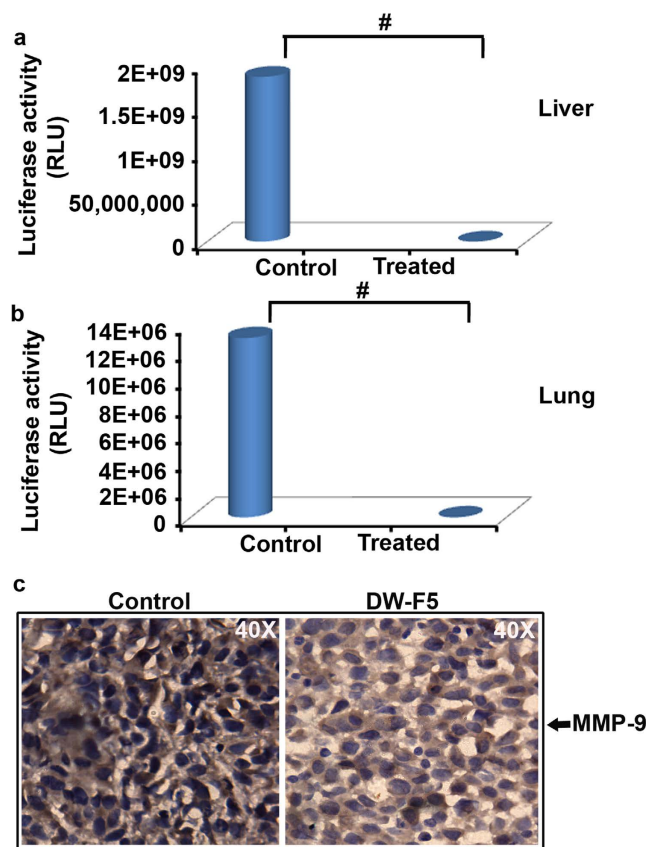 a
#
Luciferase activity
(RLU)
2E+09
1.5E+09
1E+09
50,000,000
0
Control Treated
Liver
b
#
Luciferase activity
(RLU)
14E+06
12E+06
10E+06
8E+06
6E+06
4E+06
2E+06
0
Control Treated
Lung
c
Control DW-F5
40X 40X
MMP-9